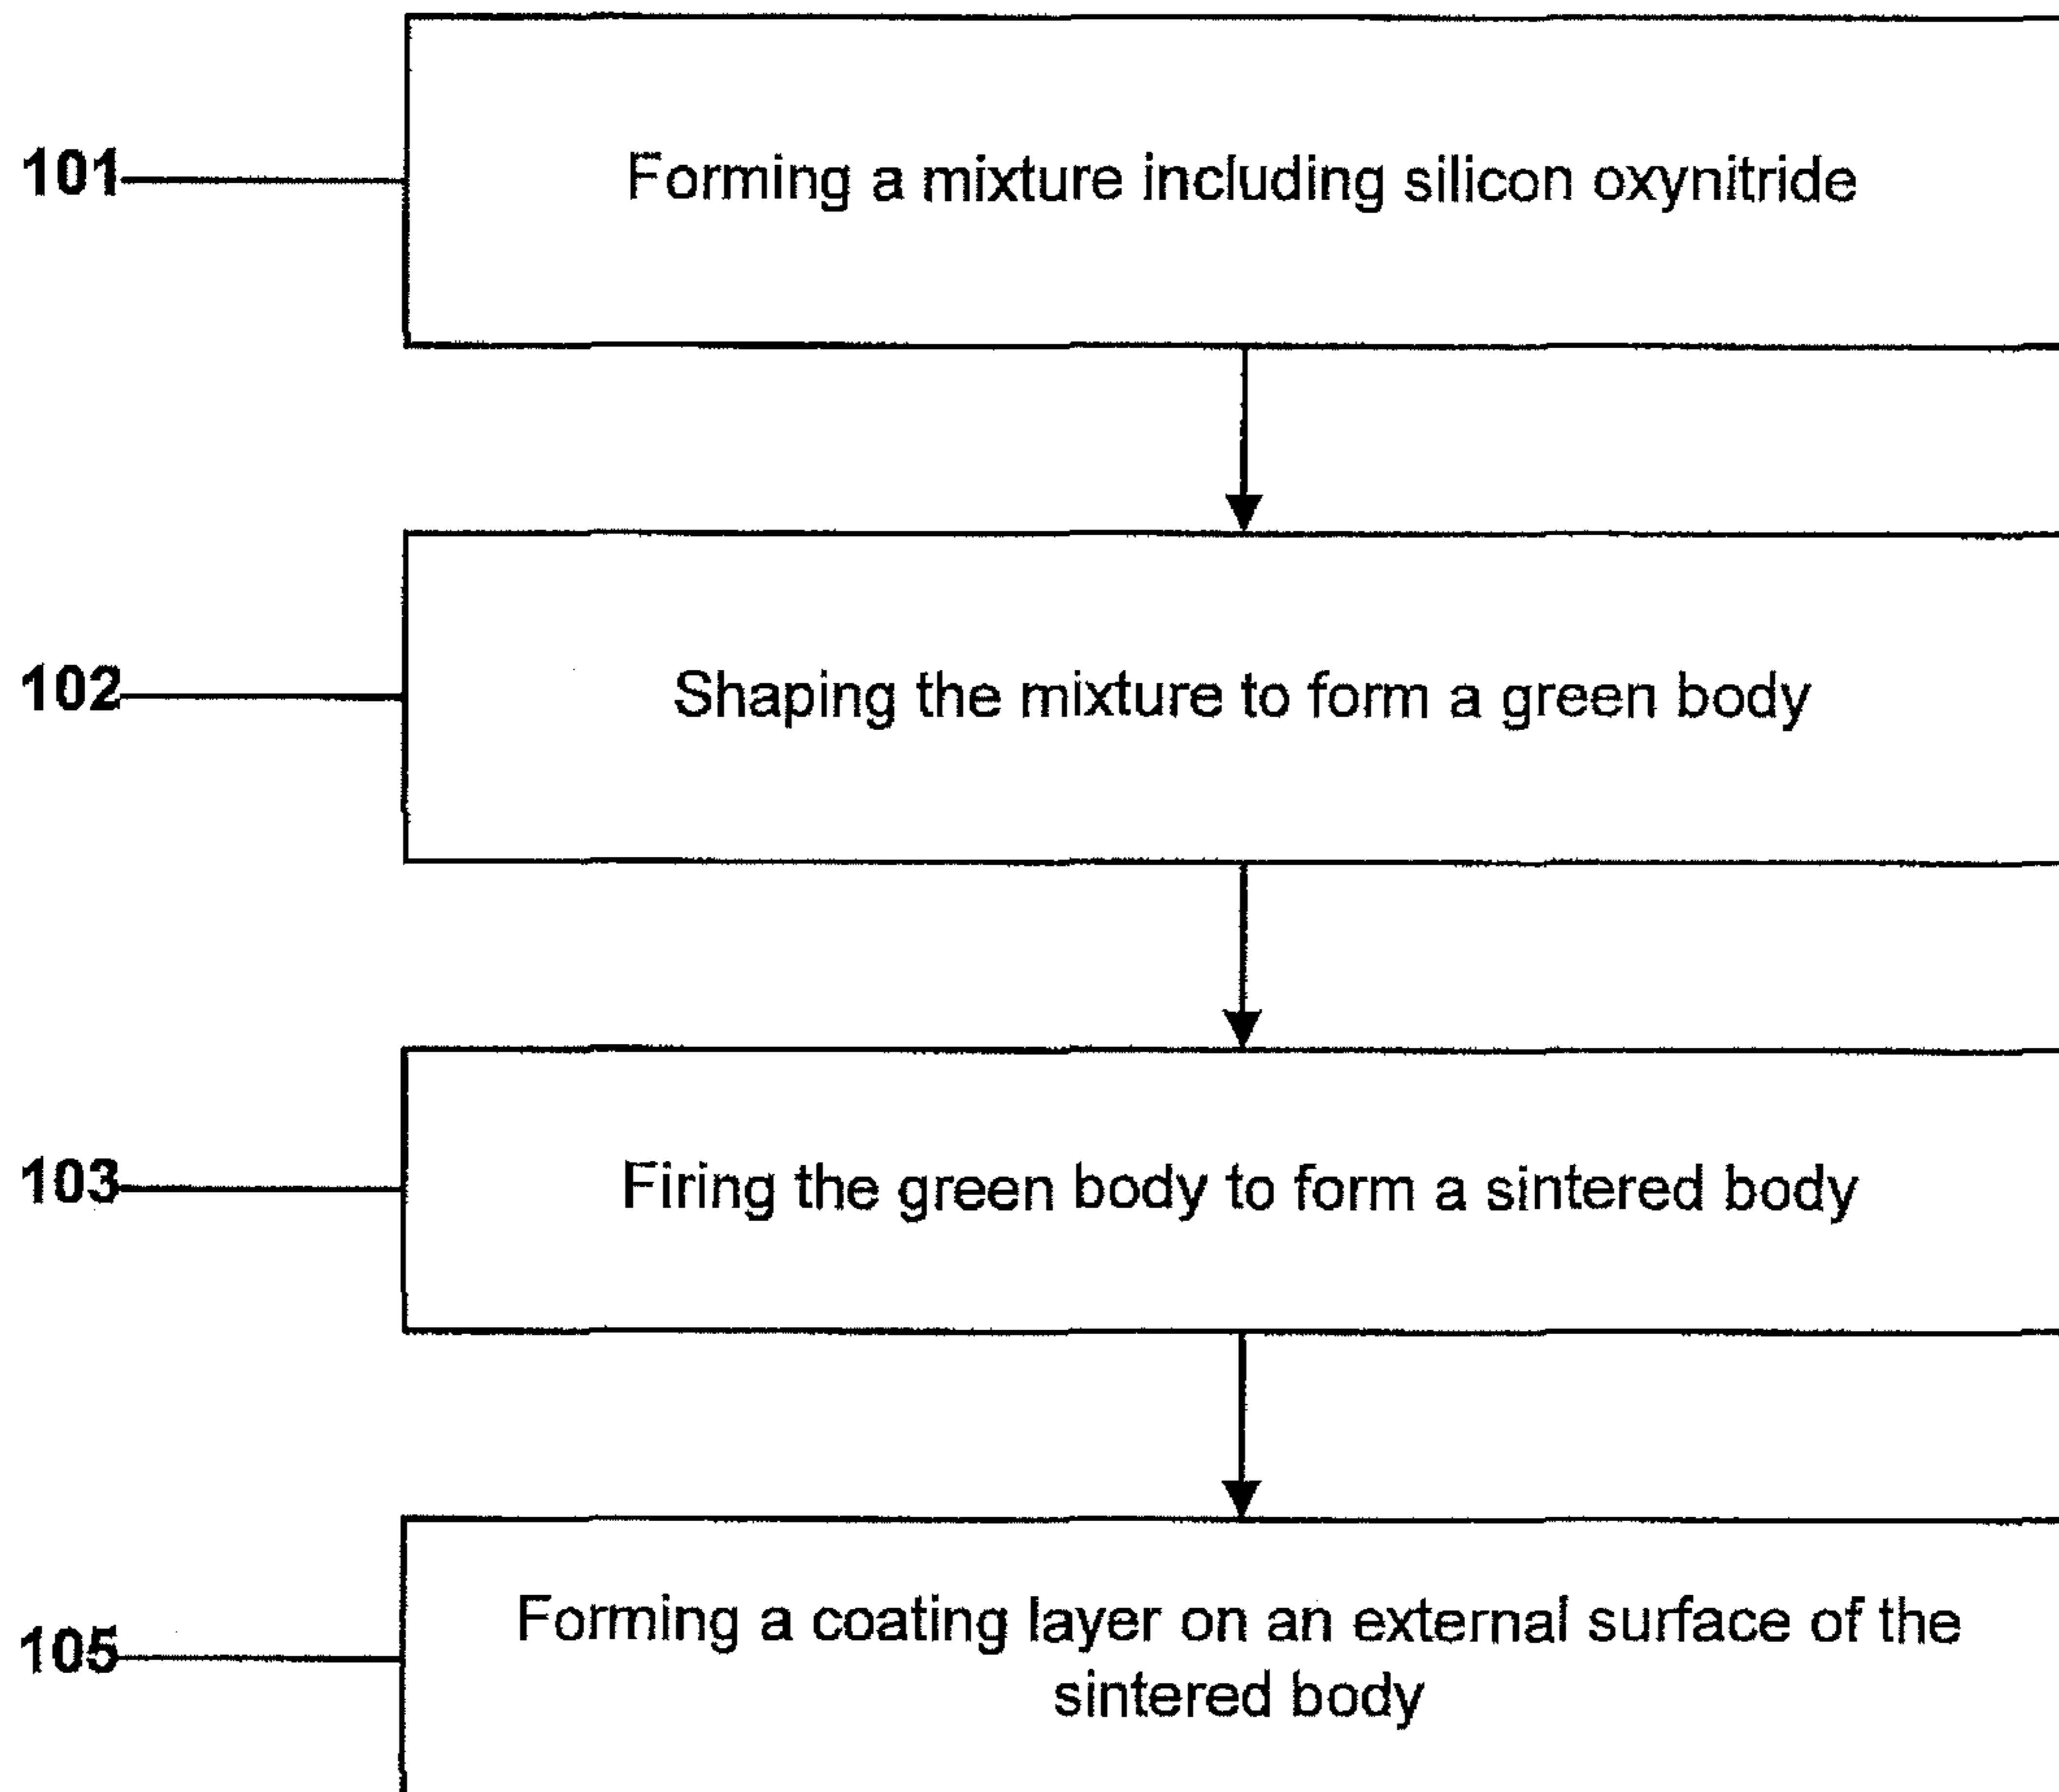 101
Forming a mixture including silicon oxynitride
102
Shaping the mixture to form a green body
103
Firing the green body to form a sintered body
105
Forming a coating layer on an external surface of the
sintered body